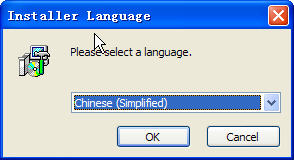 Installer Language
Please select a language.
Chinese (Simplified)
OK
Cancel